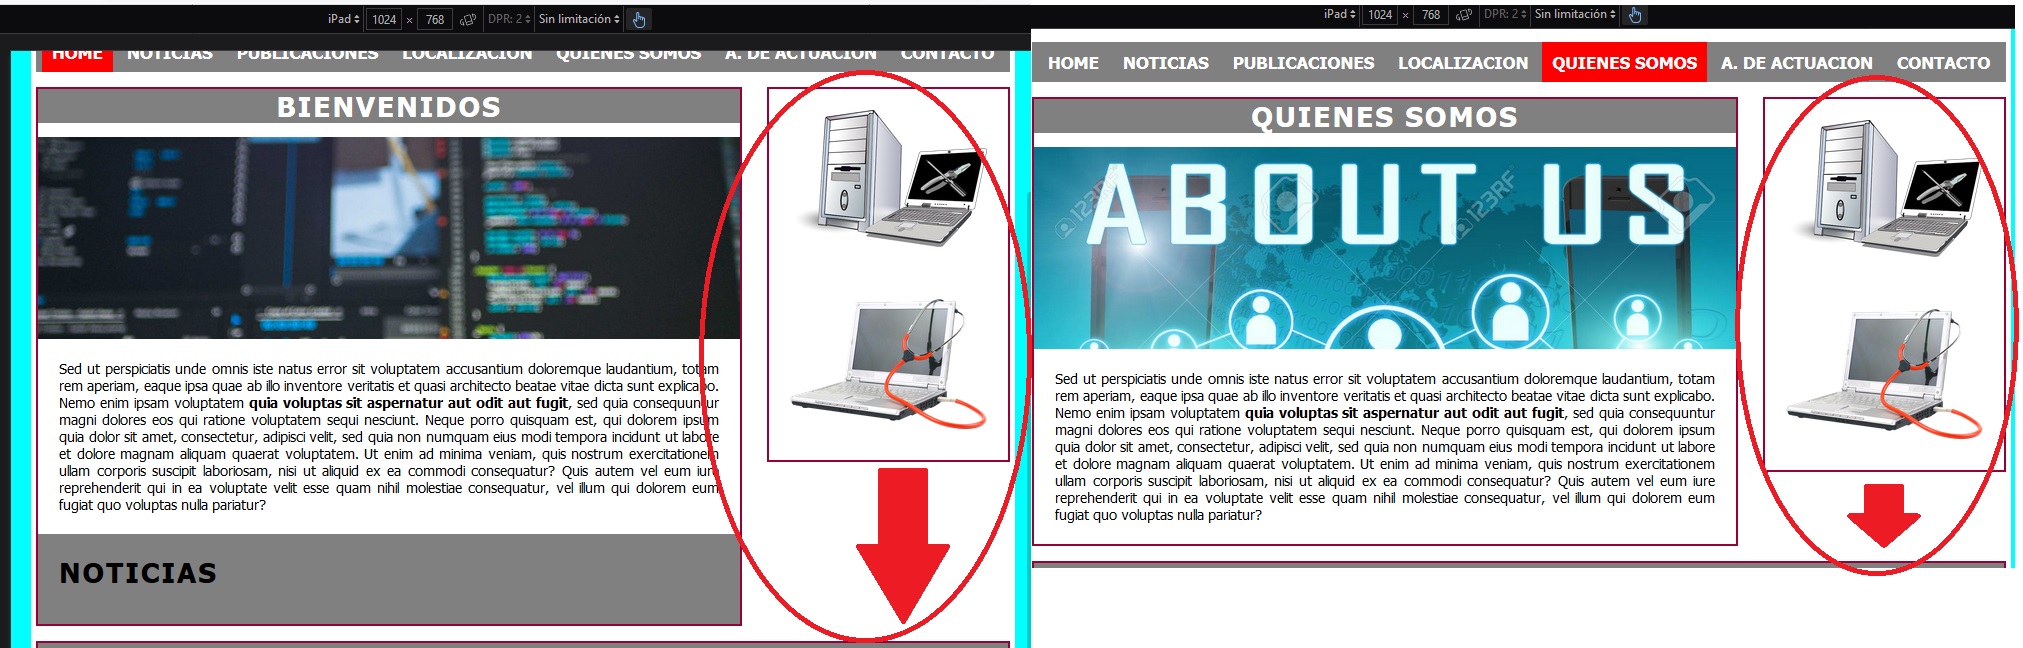 iPad 1024 × 768 DPR: 2 Sin limitación
HOME NOTICIAS PUBLICACIONES LOCALIZACION QUIENES SOMOS A. DE ACTUACION CONTACTO
BIENVENIDOS
Sed ut perspiciatis unde omnis iste natus error sit voluptatem accusantium doloremque laudantium, totam
rem aperiam, eaque ipsa quae ab illo inventore veritatis et quasi architecto beatae vitae dicta sunt explicabo.
Nemo enim ipsam voluptatem quia voluptas sit aspernatur aut odit aut fugit, sed quia consequuntur
magni dolores eos qui ratione voluptatem sequi nesciunt. Neque porro quisquam est, qui dolorem ipsum
quia dolor sit amet, consectetur, adipisci velit, sed quia non numquam eius modi tempora incidunt ut labore
et dolore magnam aliquam quaerat voluptatem. Ut enim ad minima veniam, quis nostrum exercitationem
ullam corporis suscipit laboriosam, nisi ut aliquid ex ea commodi consequatur? Quis autem vel eum iure
reprehenderit qui in ea voluptate velit esse quam nihil molestiae consequatur, vel illum qui dolorem eum
fugiat quo voluptas nulla pariatur?
NOTICIAS
iPad 1024 × 768 DPR: 2 Sin limitación
HOME NOTICIAS PUBLICACIONES LOCALIZACION QUIENES SOMOS A. DE ACTUACION CONTACTO
QUIENES SOMOS
ABOUT US
123RF
123RF
Sed ut perspiciatis unde omnis iste natus error sit voluptatem accusantium doloremque laudantium, totam
rem aperiam, eaque ipsa quae ab illo inventore veritatis et quasi architecto beatae vitae dicta sunt explicabo.
Nemo enim ipsam voluptatem quia voluptas sit aspernatur aut odit aut fugit, sed quia consequuntur
magni dolores eos qui ratione voluptatem sequi nesciunt. Neque porro quisquam est, qui dolorem ipsum
quia dolor sit amet, consectetur, adipisci velit, sed quia non numquam eius modi tempora incidunt ut labore
et dolore magnam aliquam quaerat voluptatem. Ut enim ad minima veniam, quis nostrum exercitationem
ullam corporis suscipit laboriosam, nisi ut aliquid ex ea commodi consequatur? Quis autem vel eum iure
reprehenderit qui in ea voluptate velit esse quam nihil molestiae consequatur, vel illum qui dolorem eum
fugiat quo voluptas nulla pariatur?